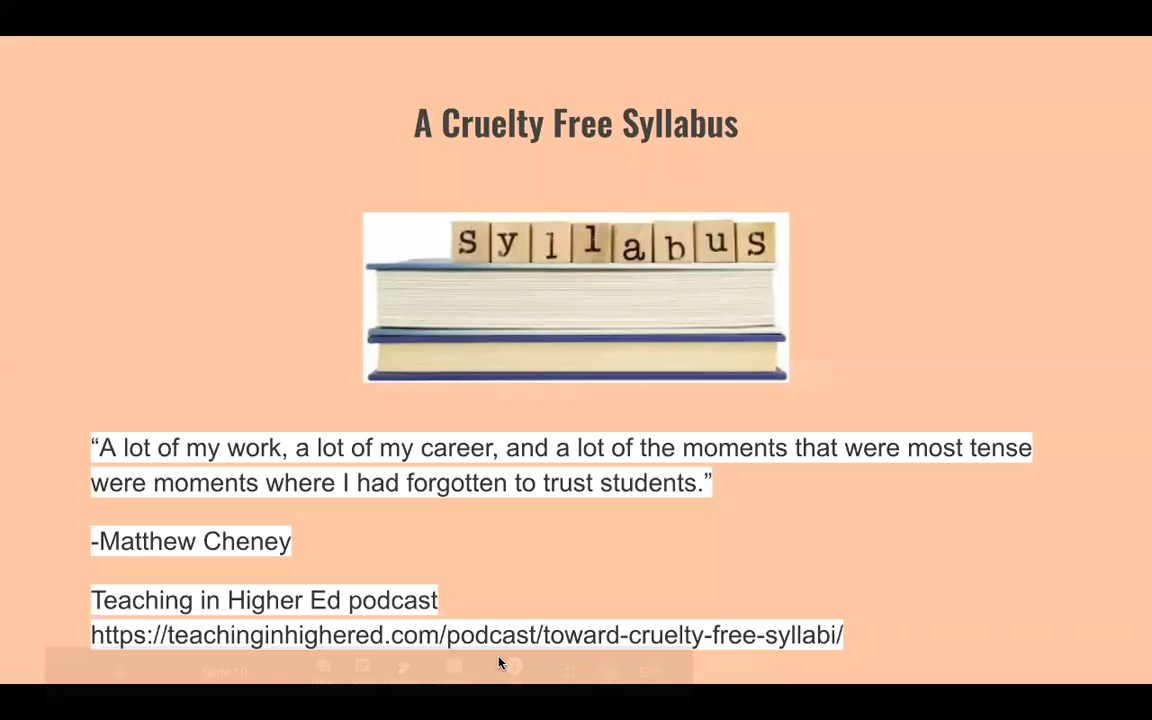 A Cruelty Free Syllabus
syllabus
“A lot of my work, a lot of my career, and a lot of the moments that were most tense
were moments where I had forgotten to trust students.”
-Matthew Cheney
Teaching in Higher Ed podcast
https://teachinginhighered.com/podcast/toward-cruelty-free-syllabi/
Slide 10